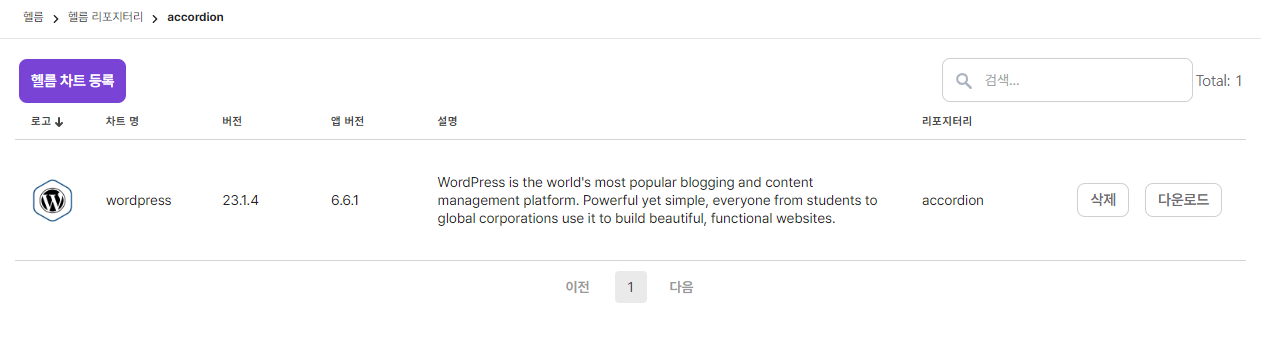 헬름 > 헬름 리포지터리 > accordion
헬름 차트 등록
검색...
Total: 1
로고 차트 명 버전 앱 버전 설명 리포지터리
wordpress 23.1.4 6.6.1
WordPress is the world's most popular blogging and content
management platform. Powerful yet simple, everyone from students to
global corporations use it to build beautiful, functional websites.
accordion 삭제 다운로드
이전 1 다음